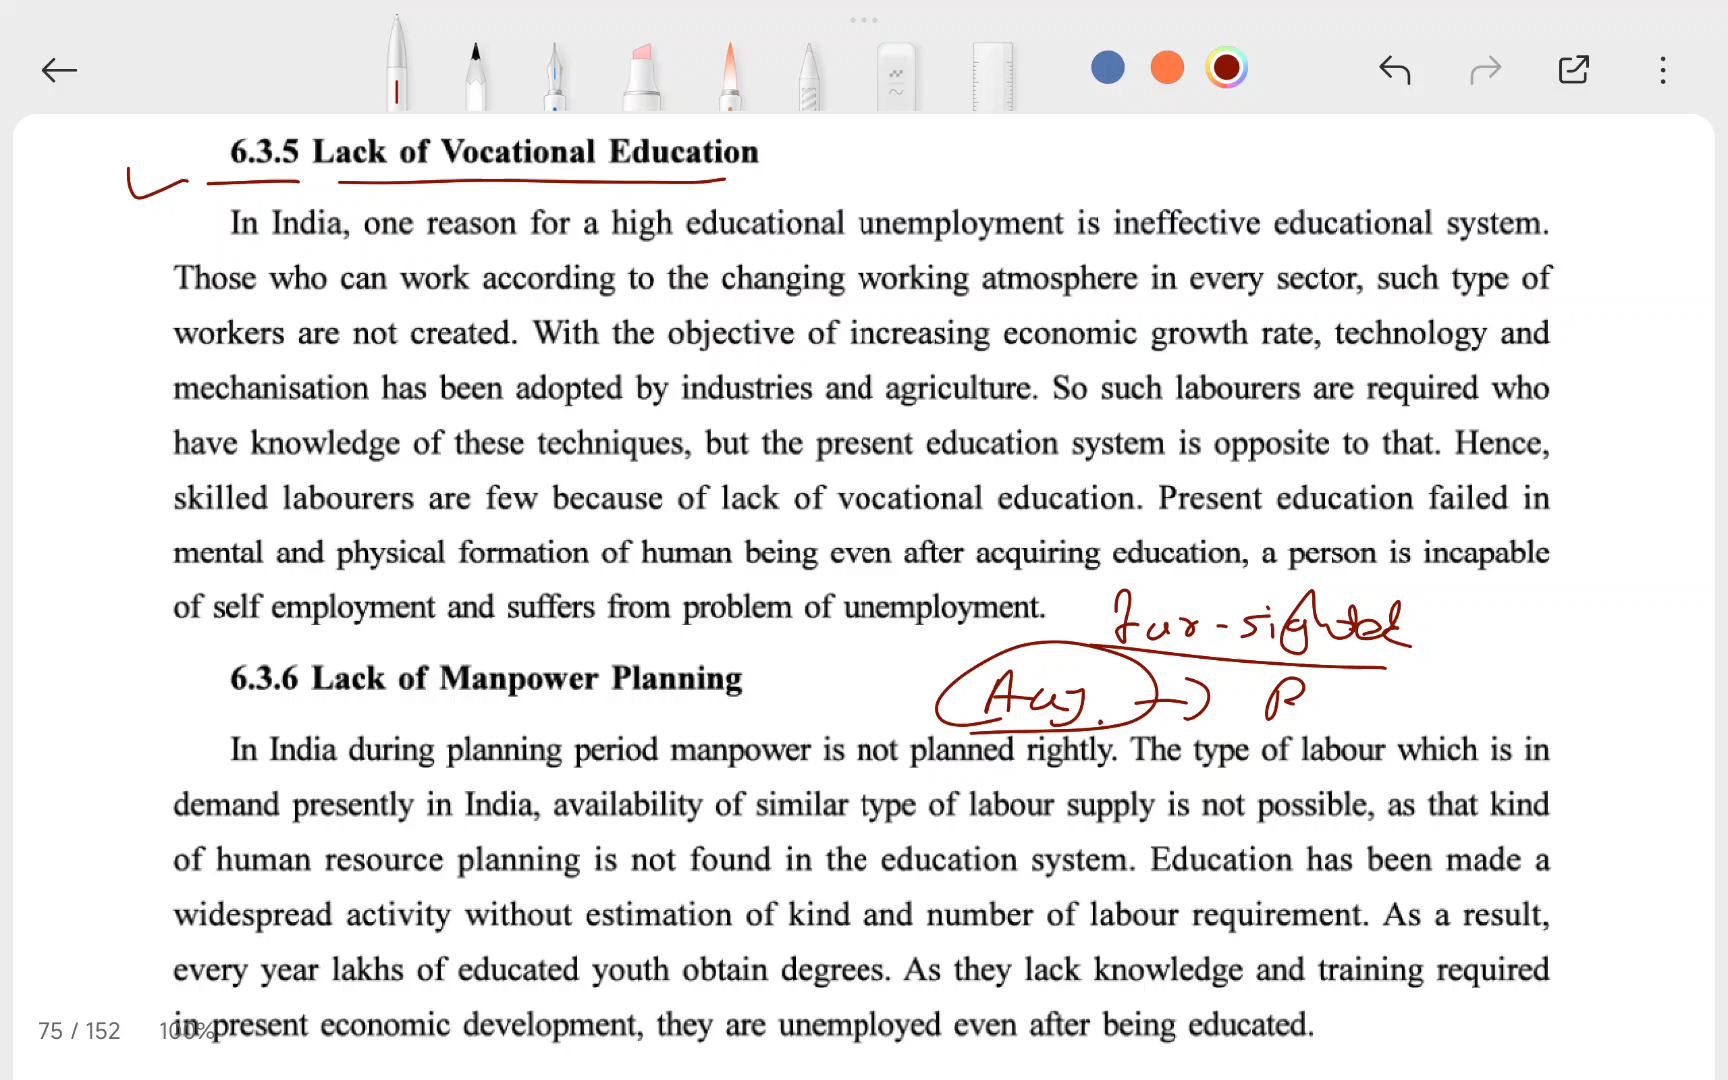 6.3.5 Lack of Vocational Education
In India, one reason for a high educational unemployment is ineffective educational system.
Those who can work according to the changing working atmosphere in every sector, such type of
workers are not created. With the objective of increasing economic growth rate, technology and
mechanisation has been adopted by industries and agriculture. So such labourers are required who
have knowledge of these techniques, but the present education system is opposite to that. Hence,
skilled labourers are few because of lack of vocational education. Present education failed in
mental and physical formation of human being even after acquiring education, a person is incapable
of self employment and suffers from problem of unemployment.
far-sighted
6.3.6 Lack of Manpower Planning
In India during planning period manpower is not planned rightly. The type of labour which is in
demand presently in India, availability of similar type of labour supply is not possible, as that kind
of human resource planning is not found in the education system. Education has been made a
widespread activity without estimation of kind and number of labour requirement. As a result,
every year lakhs of educated youth obtain degrees. As they lack knowledge and training required
in present economic development, they are unemployed even after being educated.
75 / 152 100%